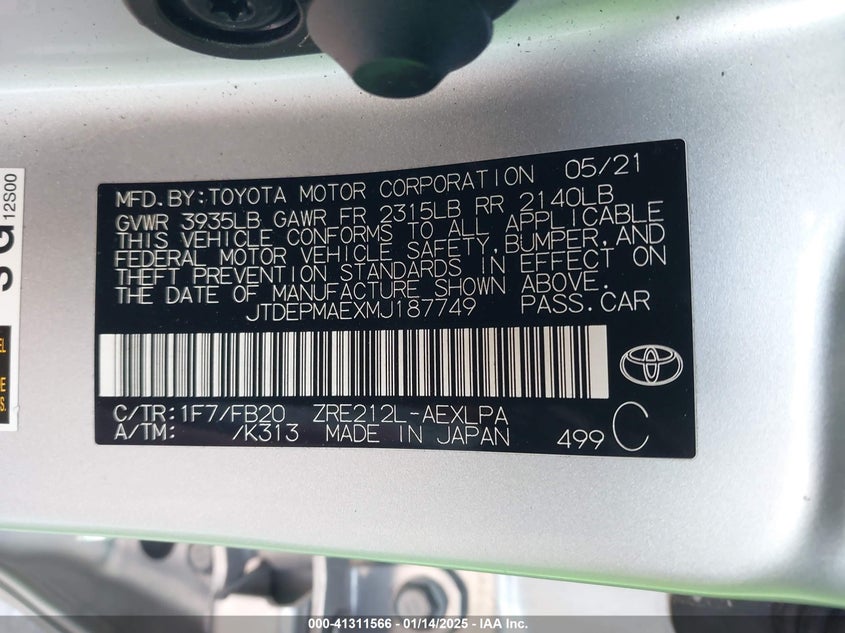 12S00
MFD.BY:TOYOTA MOTOR CORPORATION 05/21
GVWR 3935LB GAWR FR 2315LB RR 2140LB
THIS VEHICLE CONFORMS TO ALL APPLICABLE
FEDERAL MOTOR VEHICLE SAFETY,BUMPER,AND
THEFT PREVENTION STANDARDS IN EFFECT ON
THE DATE OF MANUFACTURE SHOWN ABOVE.
JTDEPMAEXMJ187749 PASS.CAR
C/TR:1F7/FB20 ZRE212L-AEXLPA
A/TM: /K313 MADE IN JAPAN 499 C
000-41311566 — 01/14/2025 — IAA